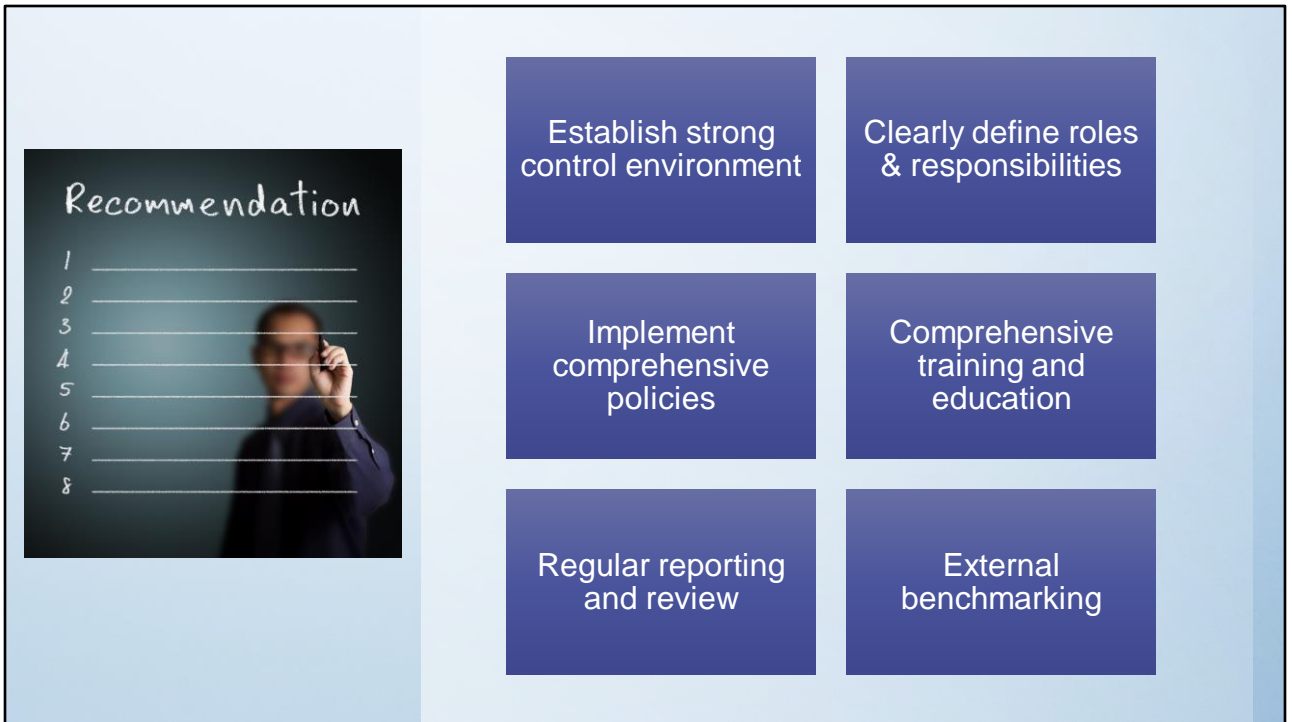 Recommendation
1
2
3
4
5
6
7
8
Establish strong
control environment
Clearly define roles
& responsibilities
Implement
comprehensive
policies
Comprehensive
training and
education
Regular reporting
and review
External
benchmarking